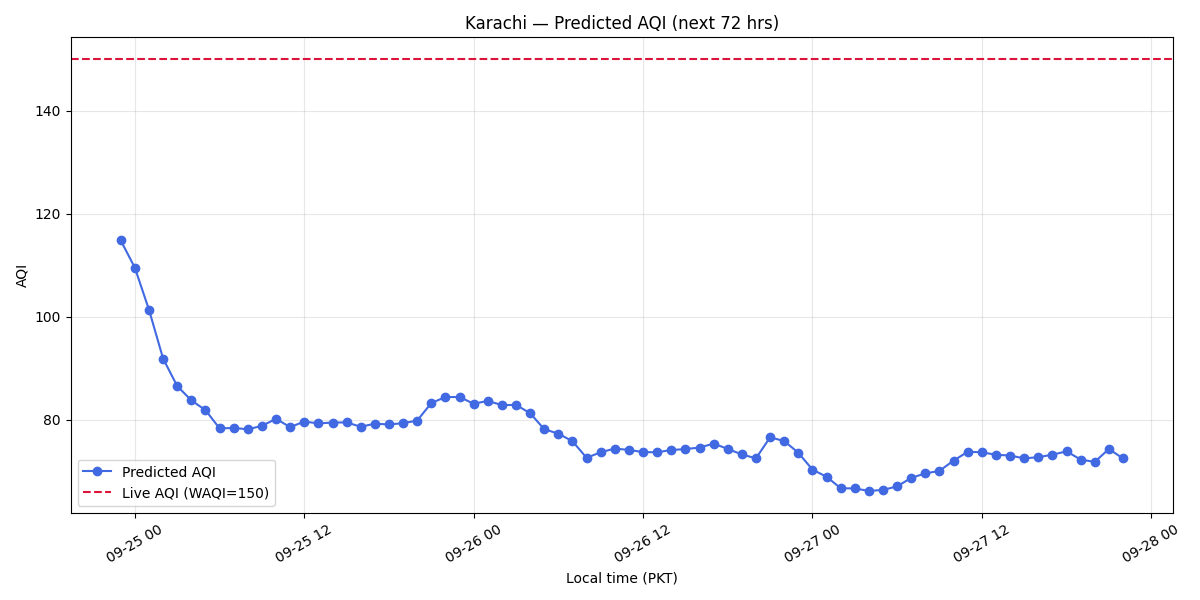 Karachi — Predicted AQI (next 72 hrs)
140
120
100
80
AQI
Predicted AQI
Live AQI (WAQI=150)
09-25 00
09-25 12
09-26 00
09-26 12
09-27 00
09-27 12
09-28 00
Local time (PKT)